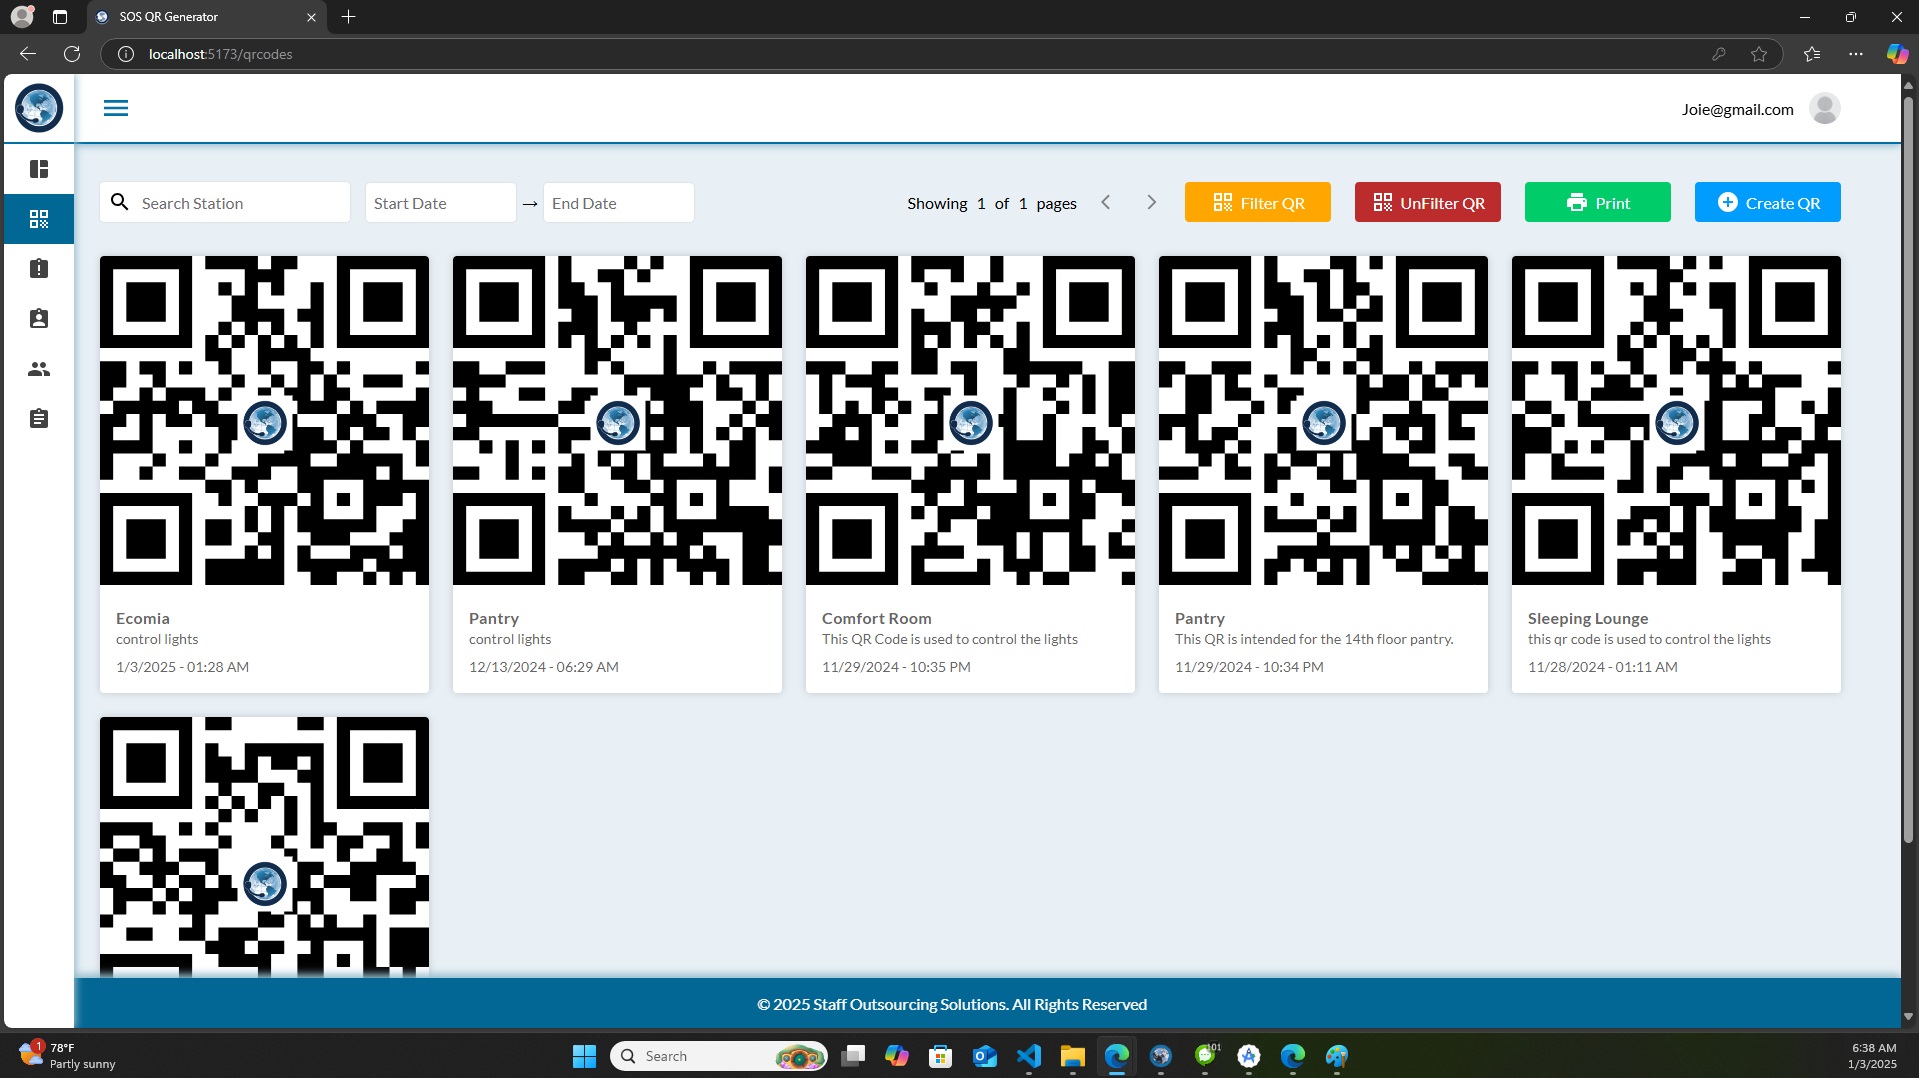 SOS QR Generator
localhost:5173/qrcodes
Joie@gmail.com
Search Station
Start Date → End Date
Showing 1 of 1 pages
Filter QR
UnFilter QR
Print
Create QR
Ecomia
control lights
1/3/2025 - 01:28 AM
Pantry
control lights
12/13/2024 - 06:29 AM
Comfort Room
This QR Code is used to control the lights
11/29/2024 - 10:35 PM
Pantry
This QR is intended for the 14th floor pantry.
11/29/2024 - 10:34 PM
Sleeping Lounge
this qr code is used to control the lights
11/28/2024 - 01:11 AM
© 2025 Staff Outsourcing Solutions. All Rights Reserved
1
78°F
Partly sunny
Search
101
6:38 AM
1/3/2025